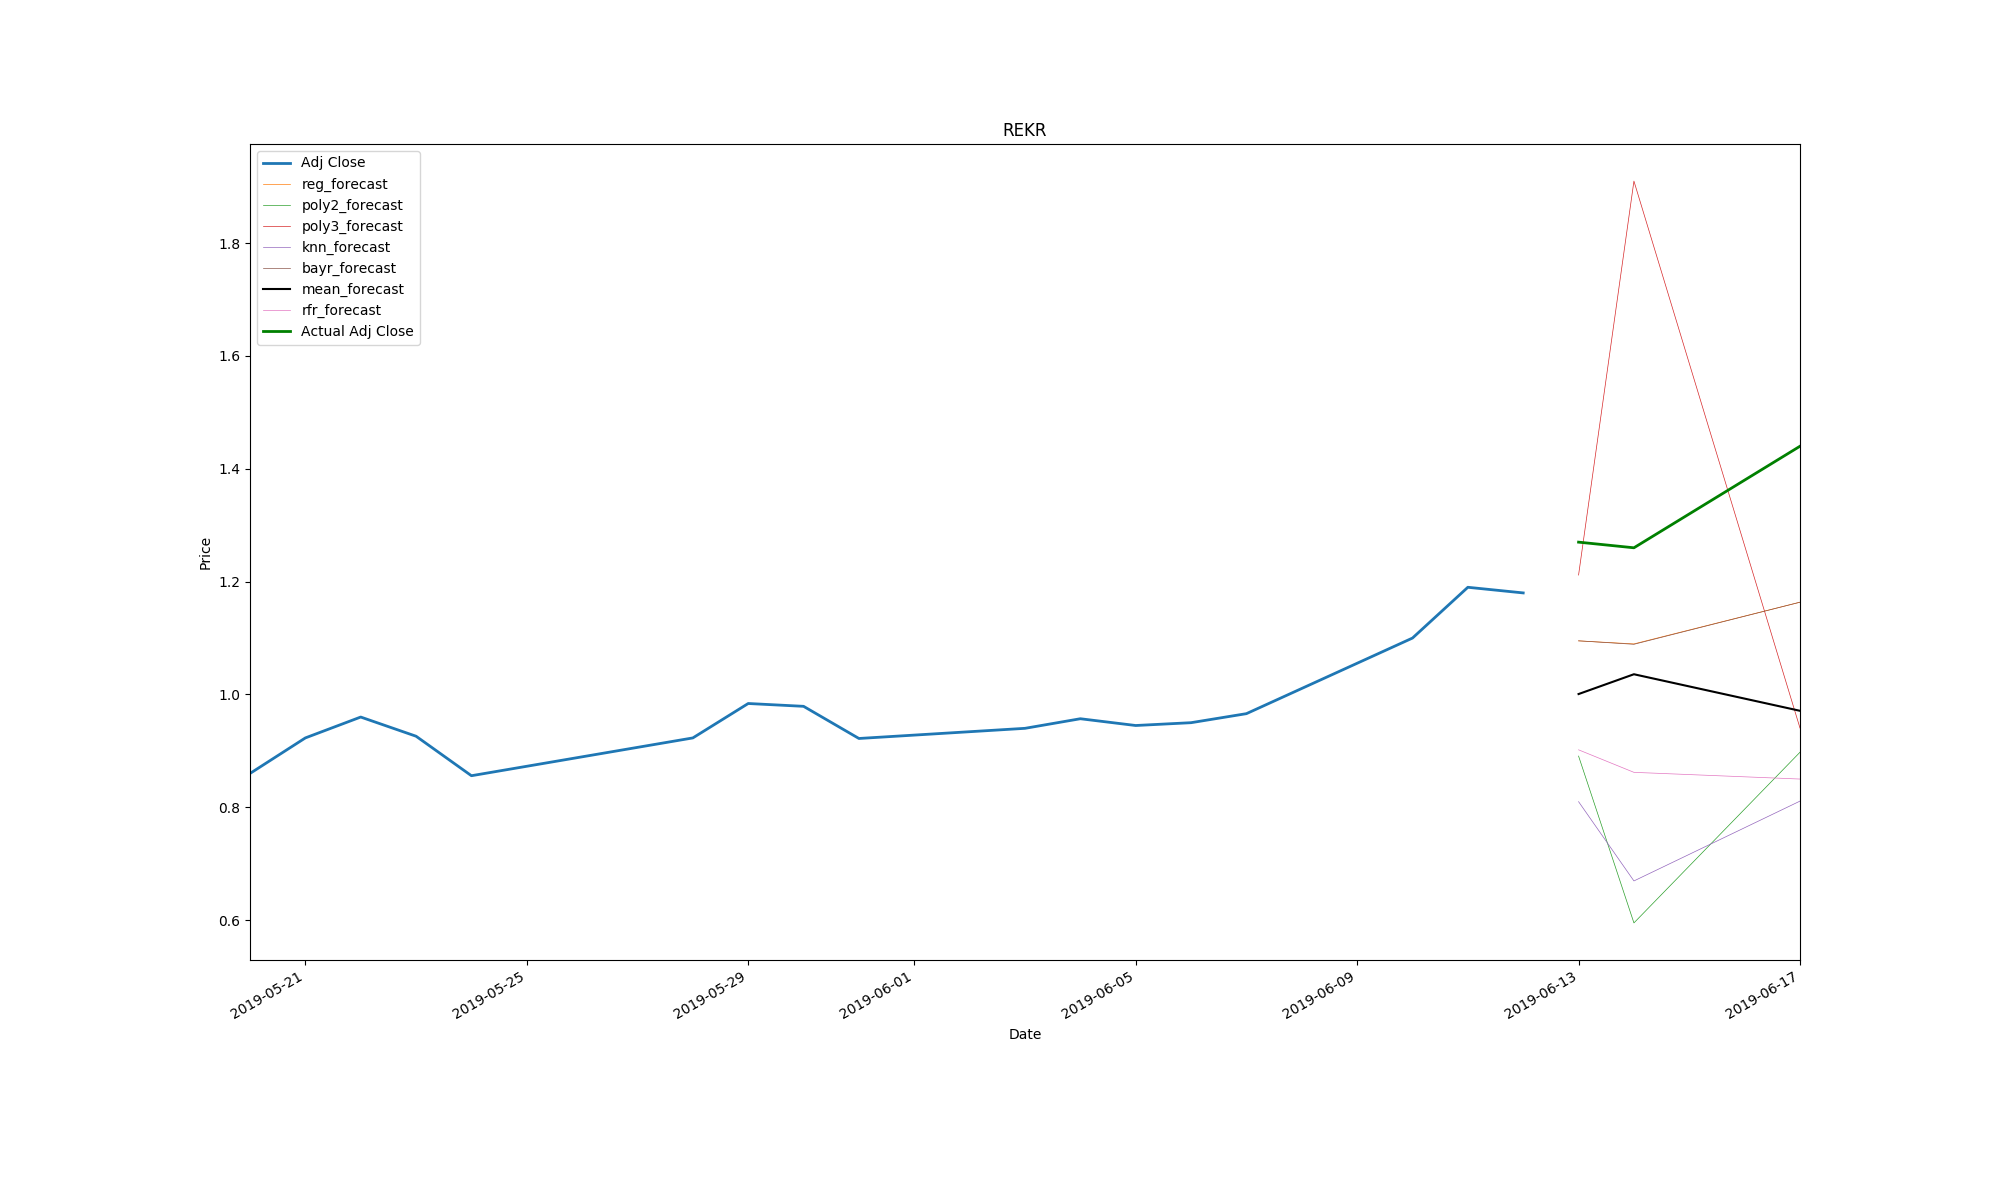 REKR
Adj Close
reg_forecast
poly2_forecast
poly3_forecast
knn_forecast
bayr_forecast
mean_forecast
rfr_forecast
Actual Adj Close
1.8
1.6
1.4
1.2
1.0
0.8
0.6
Price
2019-05-21
2019-05-25
2019-05-29
2019-06-01
2019-06-05
2019-06-09
2019-06-13
2019-06-17
Date